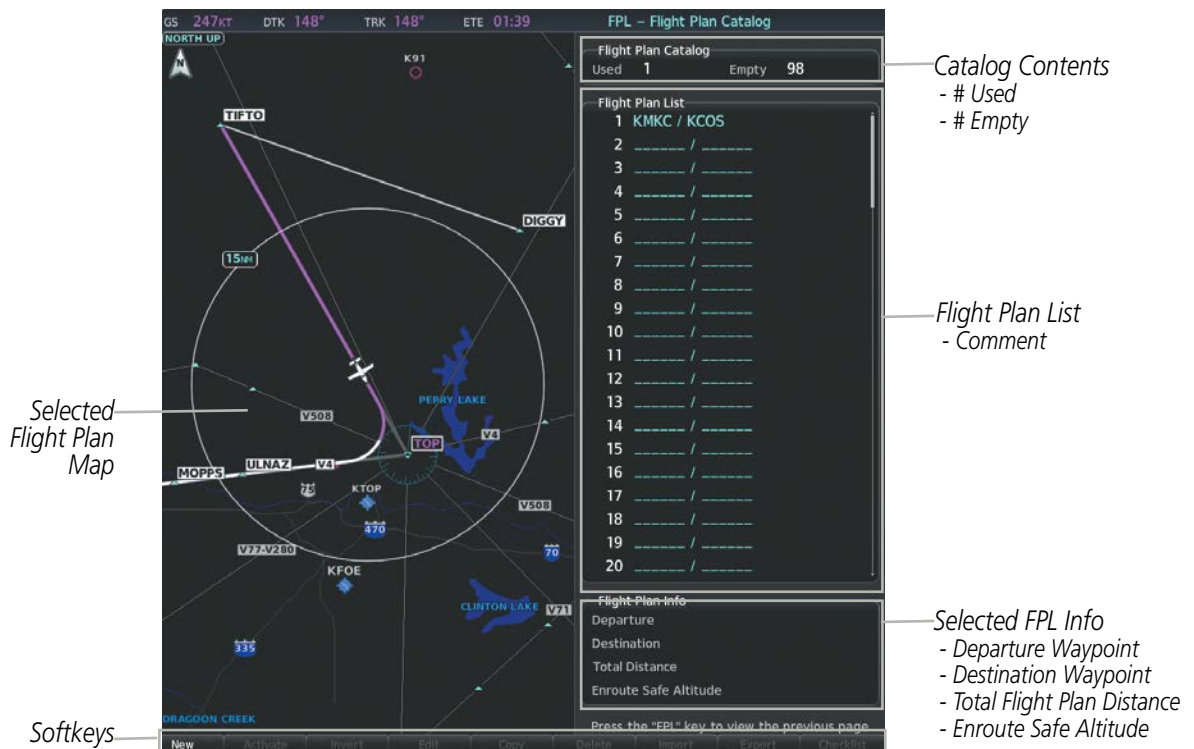 GS 247KT DTK 148° TRK 148° ETE 01:39 FPL – Flight Plan Catalog
NORTH UP
N
K91
TIFTO
DIGGY
15NM
PERRY LAKE
V508
V4
TOP
MOPPS
ULNAZ
V4
75
KTOP
V508
470
V77-V280
70
KFOE
CLINTON LAKE
V71
335
DRAGOON CREEK
Flight Plan Catalog
Used 1 Empty 98
Flight Plan List
1 KMKC / KCOS
2 ______ / ______
3 ______ / ______
4 ______ / ______
5 ______ / ______
6 ______ / ______
7 ______ / ______
8 ______ / ______
9 ______ / ______
10 ______ / ______
11 ______ / ______
12 ______ / ______
13 ______ / ______
14 ______ / ______
15 ______ / ______
16 ______ / ______
17 ______ / ______
18 ______ / ______
19 ______ / ______
20 ______ / ______
Flight Plan Info
Departure
Destination
Total Distance
Enroute Safe Altitude
Press the "FPL" key to view the previous page
New Activate Invert Edit Copy Delete Import Export Checklist
Selected
Flight Plan
Map
Softkeys
Catalog Contents
- # Used
- # Empty
Flight Plan List
- Comment
Selected FPL Info
- Departure Waypoint
- Destination Waypoint
- Total Flight Plan Distance
- Enroute Safe Altitude